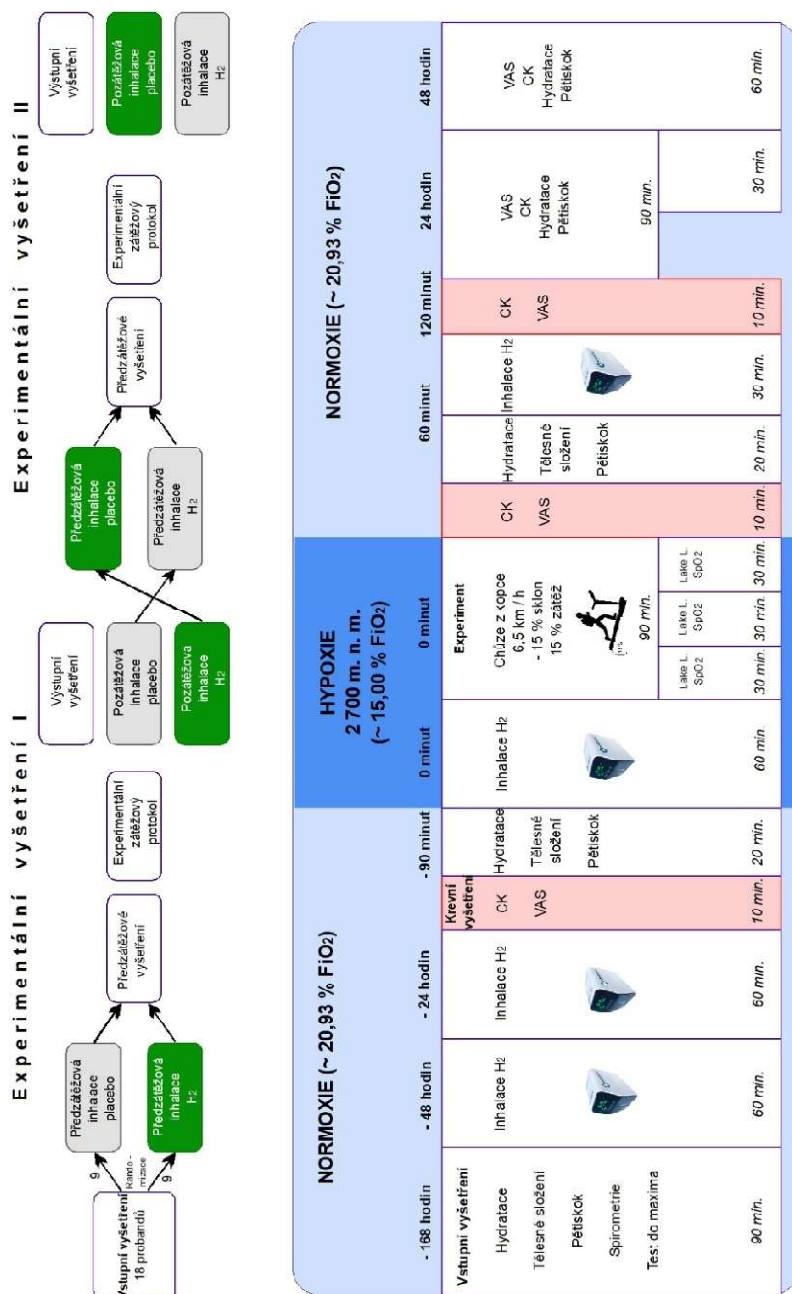 Experimentální vyšetření I
Experimentální vyšetření II
Vstupní vyšetření
18 probandů
9
Rando -
mizace
9
Předzátěžová
inhaace
placebo
Předzátěžová
inhalace
H2
Předzátěžové
vyšetření
Experimentální
zátěžový
protokol
Výstupní
vyšetření
Pozátěžová
inhalace
placebo
Pozátěžová
inhalace
H2
Předzátěžová
inhalace
placebo
Předzátěžová
inhalace
H2
Předzátěžové
vyšetření
Experimentální
zátěžový
protokol
Výstupní
vyšetření
Pozátěžová
inhalace
placebo
Pozátěžová
inhalace
H2
NORMOXIE (~ 20,93 % FiO2)
HYPOXIE
2 700 m. n. m.
(~ 15,00 % FiO2)
NORMOXIE (~ 20,93 % FiO2)
- 168 hodin
- 48 hodin
- 24 hodin
- 90 minut
0 minut
0 minut
60 minut
120 minut
24 hodin
48 hodin
Vstupní vyšetření
Hydratace
Tělesné složení
Pětiskok
Spirometrie
Test do maxima
90 min.
Inhalace H2
60 min.
Inhalace H2
60 min.
Krevní
vyšetření
CK
VAS
10 min.
Hydratace
Tělesné
složení
Pětiskok
20 min.
Inhalace H2
60 min.
Experiment
Chůze z kopce
6,5 km / h
- 15 % sklon
15 % zátěž
90 min.
Lake L.
SpO2
30 min.
Lake L.
SpO2
30 min.
Lake L.
SpO2
30 min.
CK
VAS
10 min.
Hydratace
Tělesné
složení
Pětiskok
20 min.
Inhalace H2
30 min.
CK
VAS
10 min.
VAS
CK
Hydratace
Pětiskok
90 min.
30 min.
VAS
CK
Hydratace
Pětiskok
60 min.